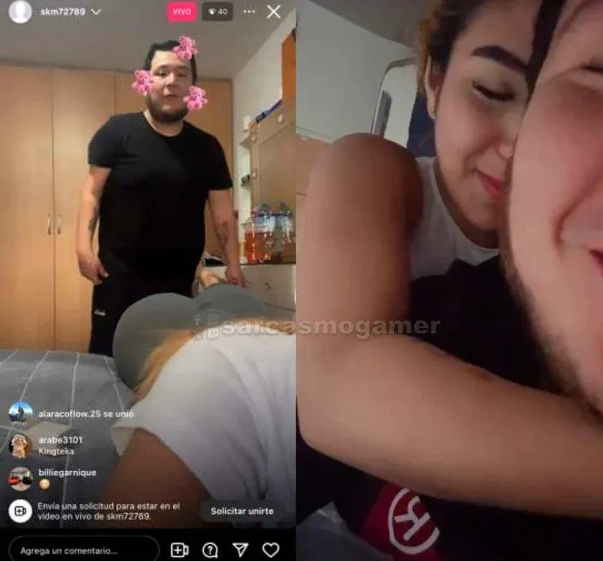 skm72789
VIVO
40
@sarcasmogamer
alaracoflow.25 se unió
arabe3101
Kingteka
billiegarnique
Envía una solicitud para estar en el
video en vivo de skm72789.
Solicitar unirte
Agrega un comentario...